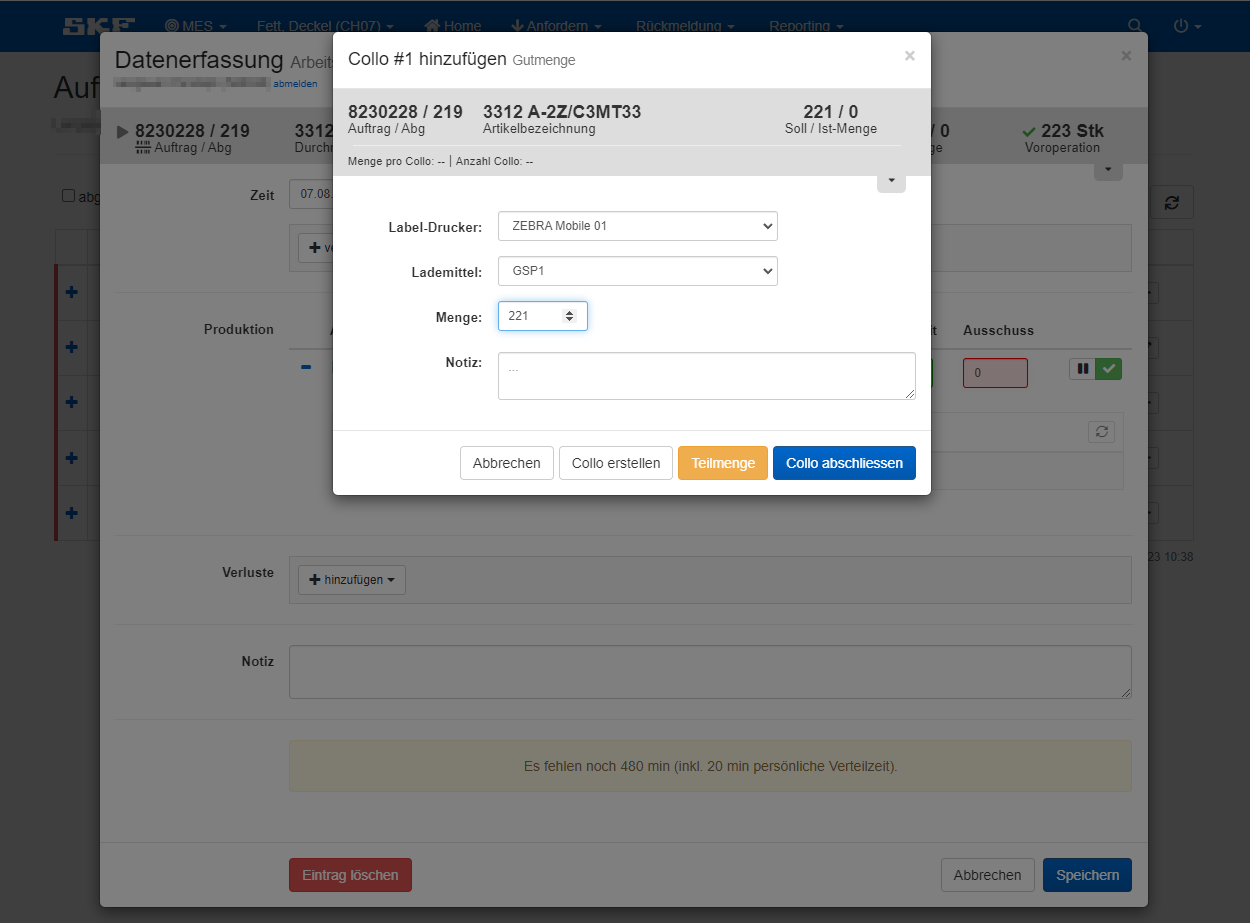 SKF MES Fett, Deckel (CH07) Home Anfordern Rückmeldung Reporting
Datenerfassung Arbeits
abmelden
Auf
8230228 / 219
Auftrag / Abg
3312
/ 0
223 Stk
Voroperation
Zeit 07.08.
Produktion
Ausschuss
0
Collo #1 hinzufügen Gutmenge
8230228 / 219 3312 A-2Z/C3MT33 221 / 0
Auftrag / Abg Artikelbezeichnung Soll / Ist-Menge
Menge pro Collo: -- | Anzahl Collo: --
Label-Drucker: ZEBRA Mobile 01
Lademittel: GSP1
Menge: 221
Notiz: ...
Abbrechen Collo erstellen Teilmenge Collo abschliessen
23 10:38
Verluste hinzufügen
Notiz
Es fehlen noch 480 min (inkl. 20 min persönliche Verteilzeit).
Eintrag löschen Abbrechen Speichern